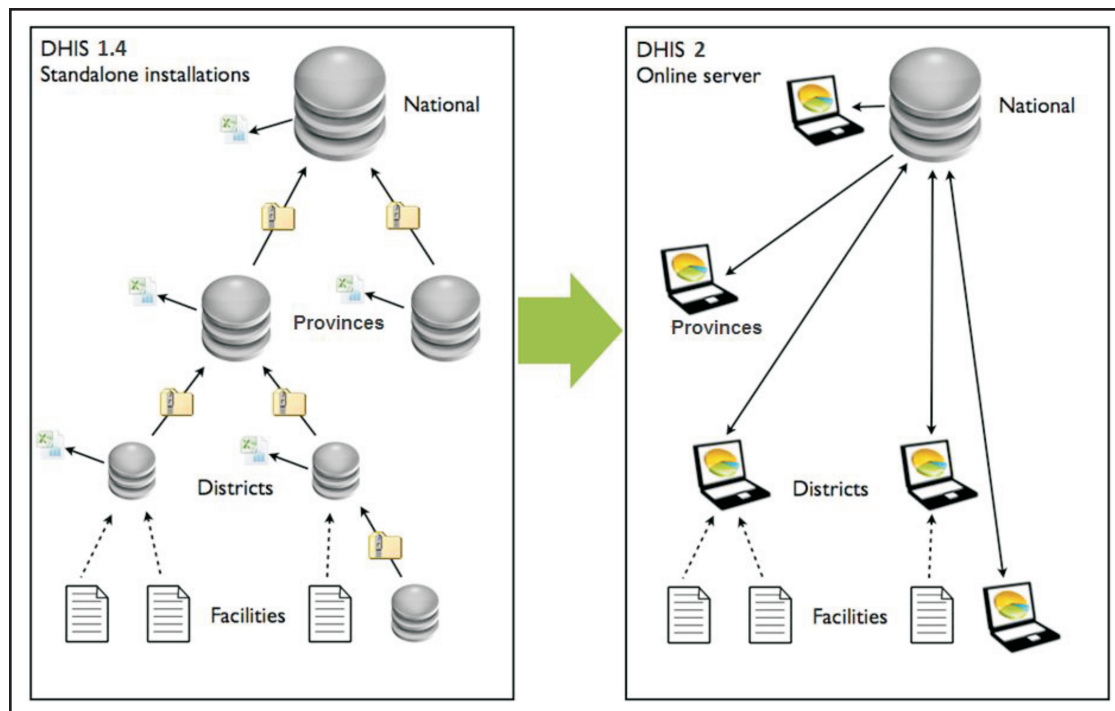 DHIS 1.4
Standalone installations
National
Provinces
Districts
Facilities
DHIS 2
Online server
National
Provinces
Districts
Facilities